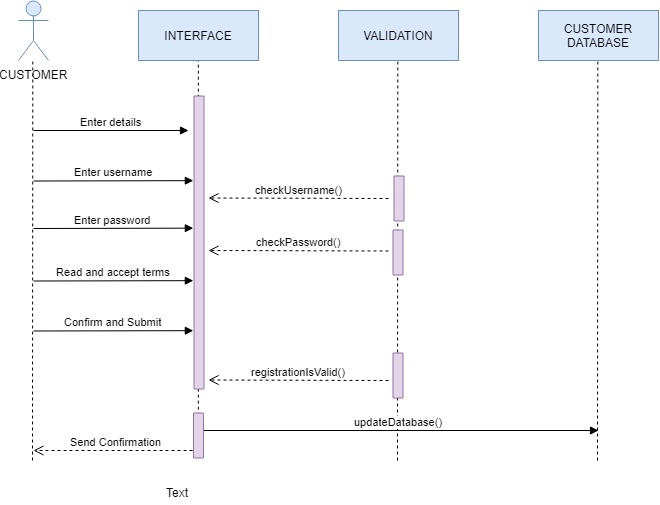 INTERFACE
VALIDATION
CUSTOMER
DATABASE
CUSTOMER
Enter details
Enter username
checkUsername()
Enter password
checkPassword()
Read and accept terms
Confirm and Submit
registrationIsValid()
updateDatabase()
Send Confirmation
Text